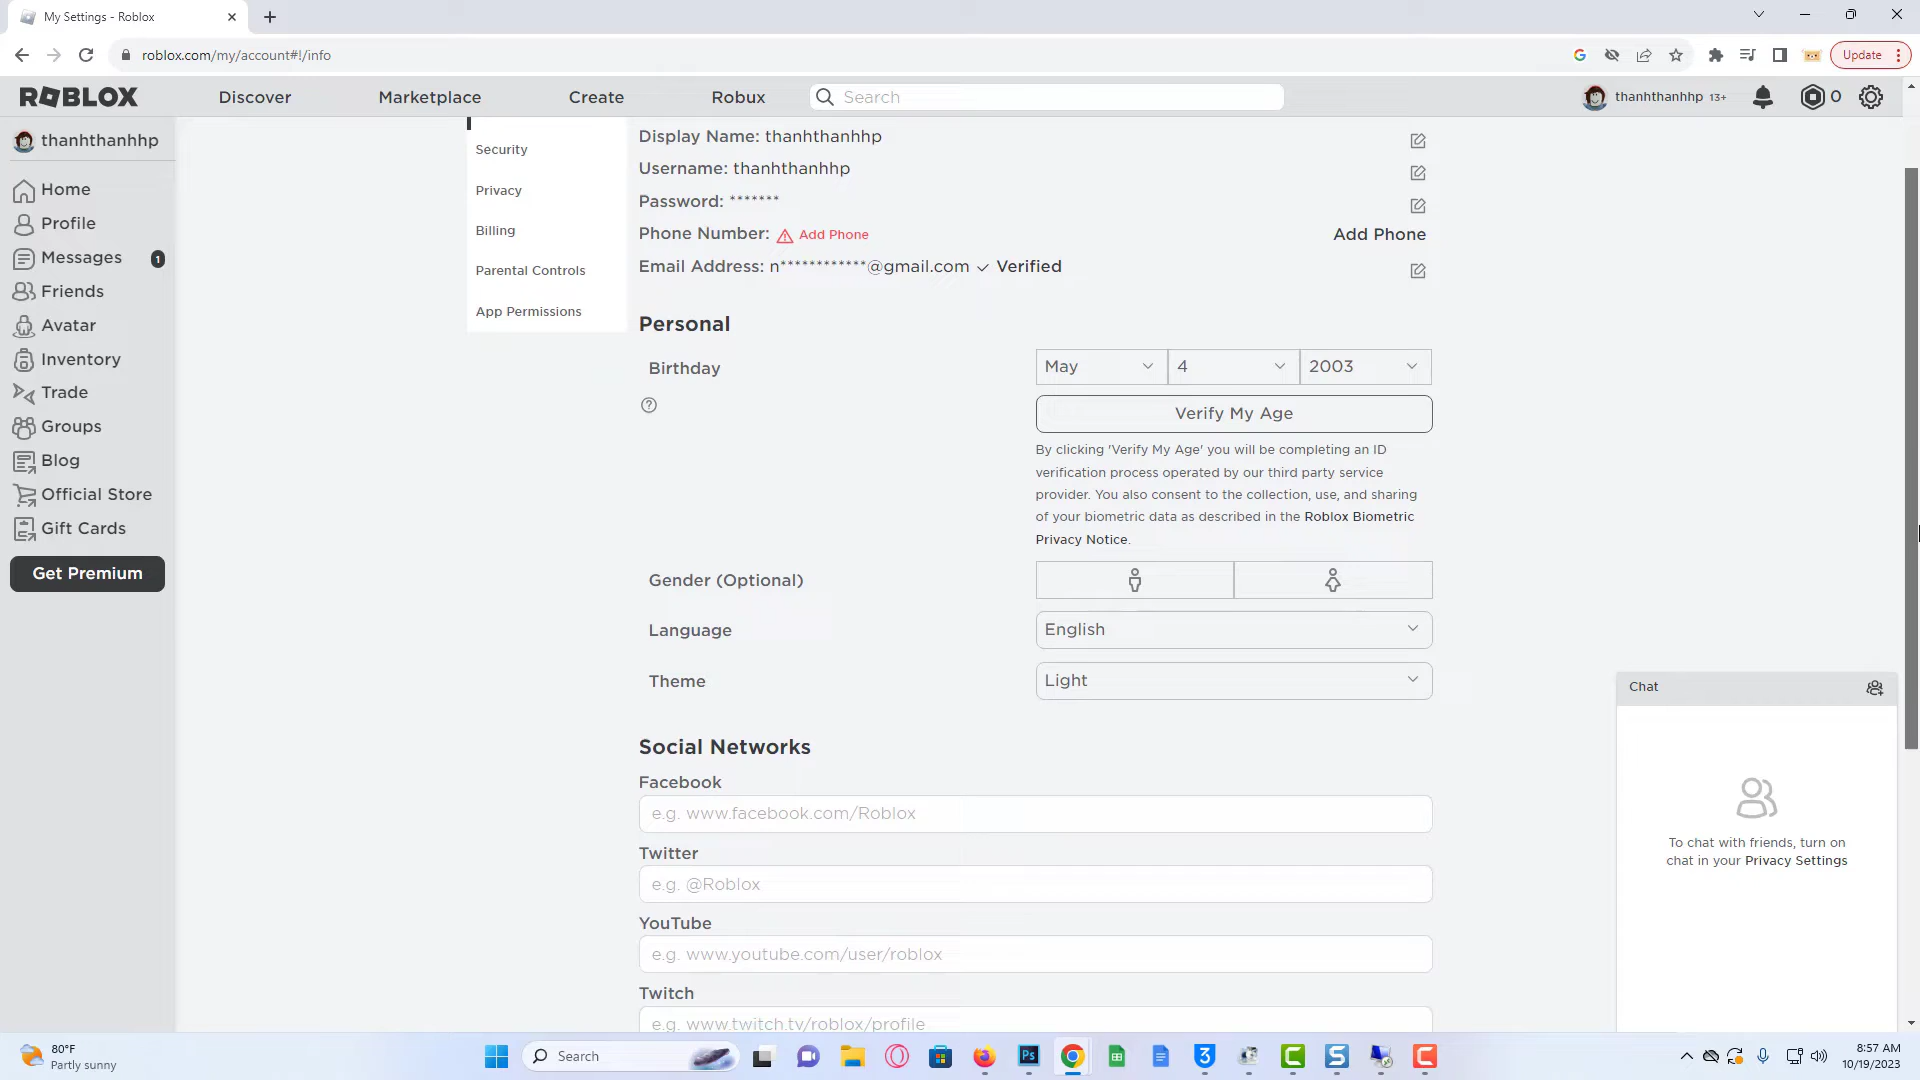 My Settings - Roblox
roblox.com/my/account#!/info
Update
ROBLOX
Discover
Marketplace
Create
Robux
Search
thanhthanhhp 13+
0
thanhthanhhp
Home
Profile
Messages 1
Friends
Avatar
Inventory
Trade
Groups
Blog
Official Store
Gift Cards
Get Premium
Security
Privacy
Billing
Parental Controls
App Permissions
Display Name: thanhthanhhp
Username: thanhthanhhp
Password: *******
Phone Number: Add Phone Add Phone
Email Address: n************@gmail.com ✓ Verified
Personal
Birthday May 4 2003
Verify My Age
By clicking 'Verify My Age' you will be completing an ID
verification process operated by our third party service
provider. You also consent to the collection, use, and sharing
of your biometric data as described in the Roblox Biometric
Privacy Notice.
Gender (Optional)
Language English
Theme Light
Social Networks
Facebook
e.g. www.facebook.com/Roblox
Twitter
e.g. @Roblox
YouTube
e.g. www.youtube.com/user/roblox
Twitch
e.g. www.twitch.tv/roblox/profile
Chat
To chat with friends, turn on
chat in your Privacy Settings
80°F
Partly sunny
Search
Ps
3
C
S
C
8:57 AM
10/19/2023